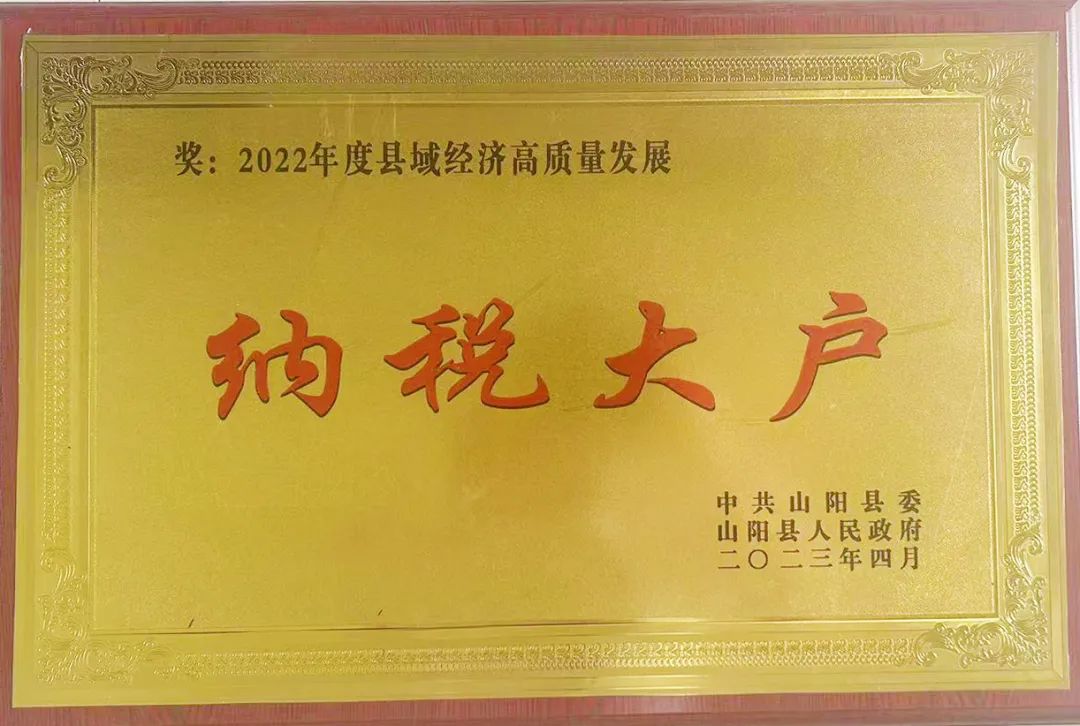 奖：2022年度县域经济高质量发展
纳税大户
中共山阳县委
山阳县人民政府
二〇二三年四月